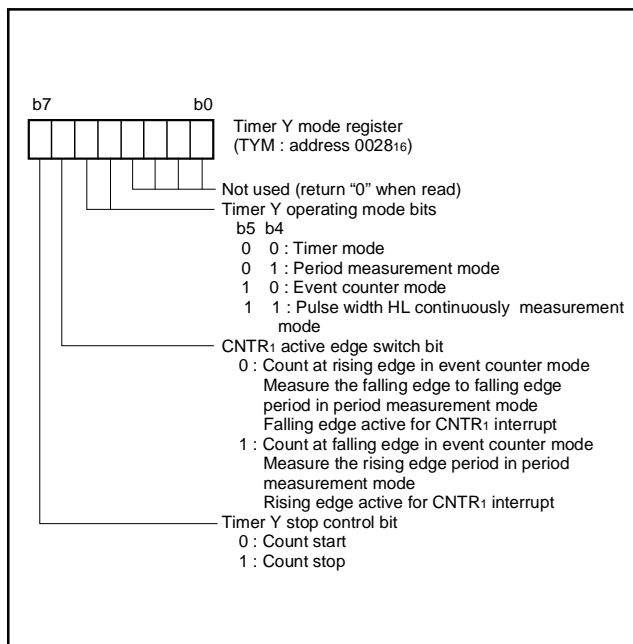 b7 b0
Timer Y mode register
(TYM : address 002816)
Not used (return “0” when read)
Timer Y operating mode bits
b5 b4
0 0 : Timer mode
0 1 : Period measurement mode
1 0 : Event counter mode
1 1 : Pulse width HL continuously measurement
mode
CNTR1 active edge switch bit
0 : Count at rising edge in event counter mode
Measure the falling edge to falling edge
period in period measurement mode
Falling edge active for CNTR1 interrupt
1 : Count at falling edge in event counter mode
Measure the rising edge period in period
measurement mode
Rising edge active for CNTR1 interrupt
Timer Y stop control bit
0 : Count start
1 : Count stop